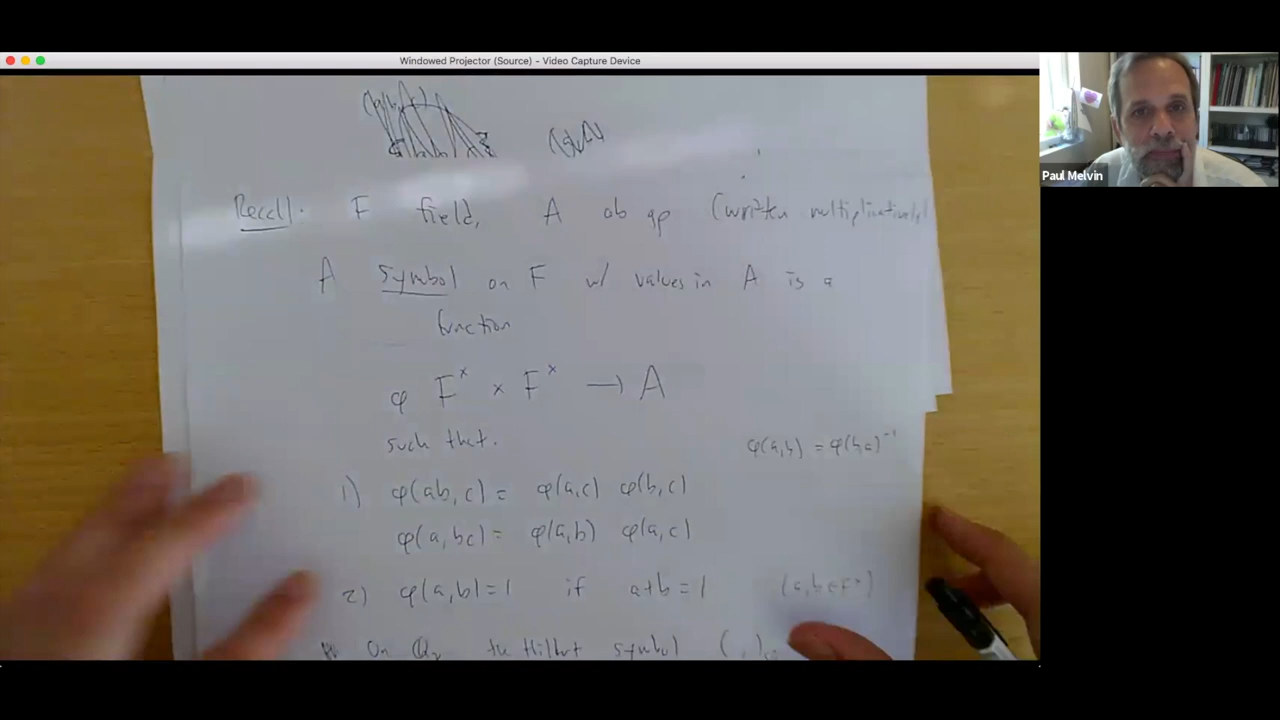 Windowed Projector (Source) - Video Capture Device
Paul Melvin
Recall: F field, A ab gp (written multiplicatively)
A symbol on F w/ values in A is a
function
φ F^× × F^× → A
such that.
φ(a,b) = φ(b,a)^-1
1) φ(ab,c) = φ(a,c) φ(b,c)
φ(a,bc) = φ(a,b) φ(a,c)
2) φ(a,b)=1 if a+b=1 (a,b∈F^×)
On the Hilbert symbol ( , )